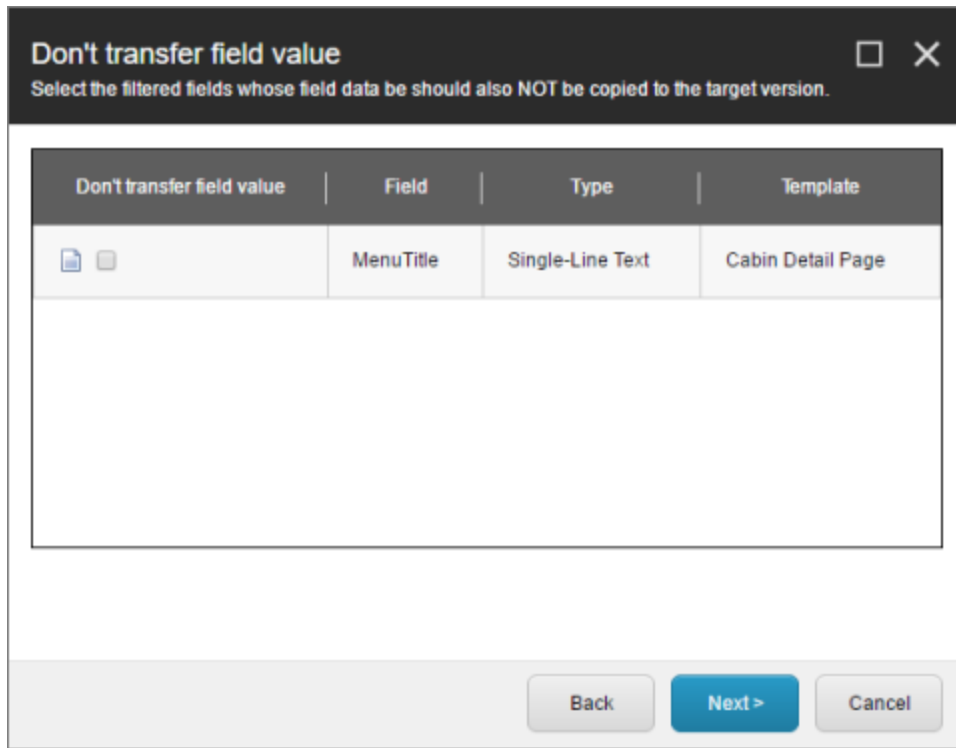 Don't transfer field value
Select the filtered fields whose field data be should also NOT be copied to the target version.
Don't transfer field value Field Type Template
MenuTitle Single-Line Text Cabin Detail Page
Back Next > Cancel